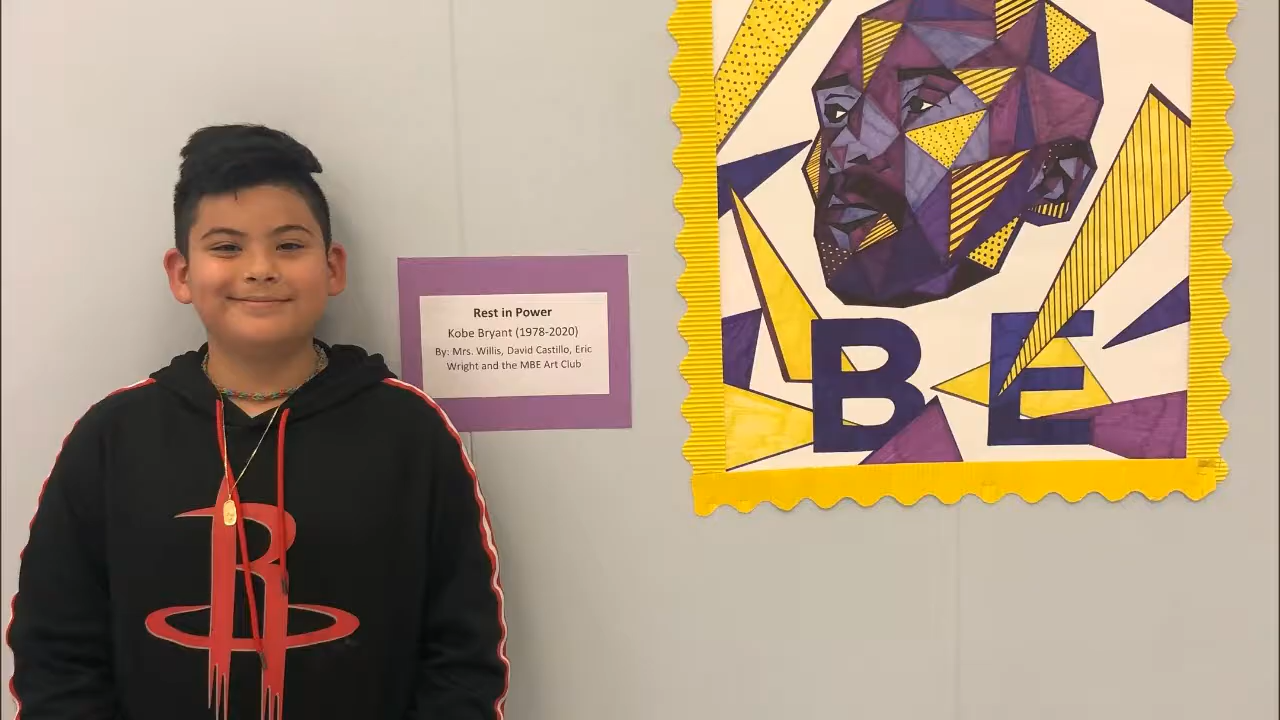 Rest in Power
Kobe Bryant (1978-2020)
By: Mrs. Willis, David Castillo, Eric
Wright and the MBE Art Club
BE
R